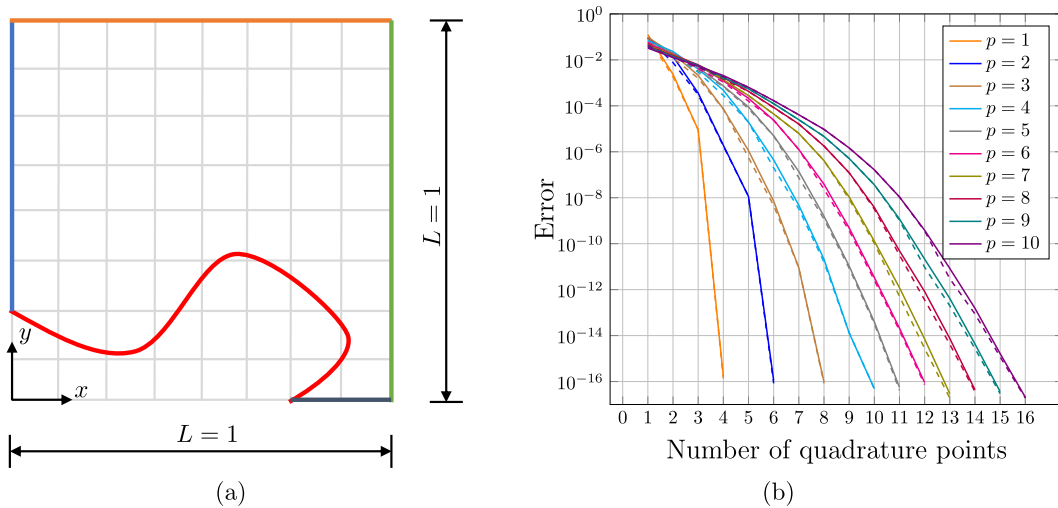 y
x
L = 1
L = 1
(a)
10^0
10^−2
10^−4
10^−6
10^−8
10^−10
10^−12
10^−14
10^−16
Error
0 1 2 3 4 5 6 7 8 9 10 11 12 13 14 15 16
Number of quadrature points
p = 1
p = 2
p = 3
p = 4
p = 5
p = 6
p = 7
p = 8
p = 9
p = 10
(b)